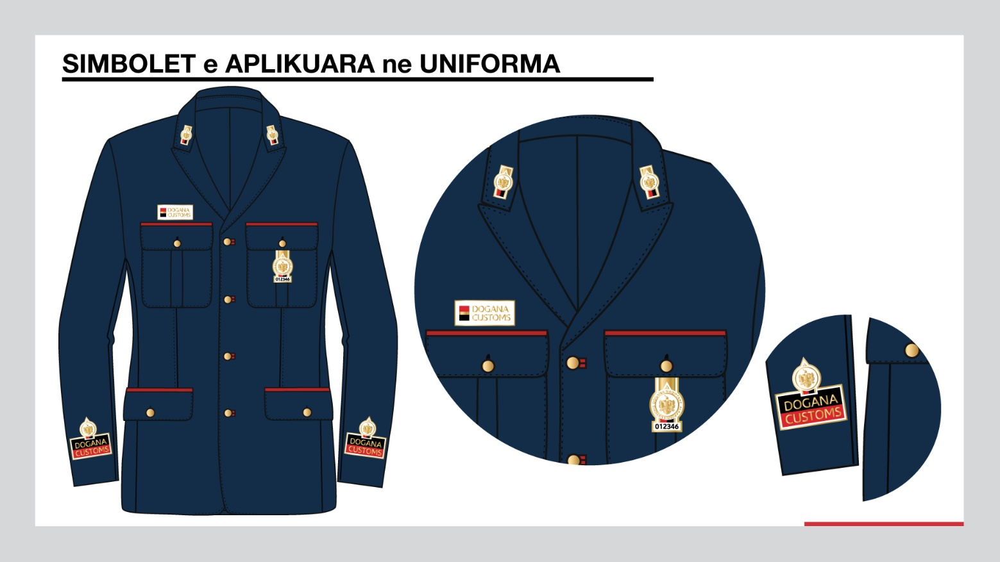 SIMBOLET e APLIKUARA ne UNIFORMA
DOGANA
CUSTOMS
012346
DOGANA
CUSTOMS
DOGANA
CUSTOMS
DOGANA
CUSTOMS
012346
DOGANA
CUSTOMS